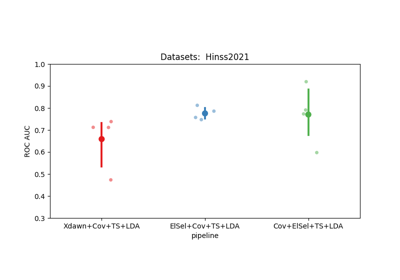 Datasets:  Hinss2021
1.0
0.9
0.8
0.7
0.6
0.5
0.4
0.3
ROC AUC
Xdawn+Cov+TS+LDA
ElSel+Cov+TS+LDA
Cov+ElSel+TS+LDA
pipeline